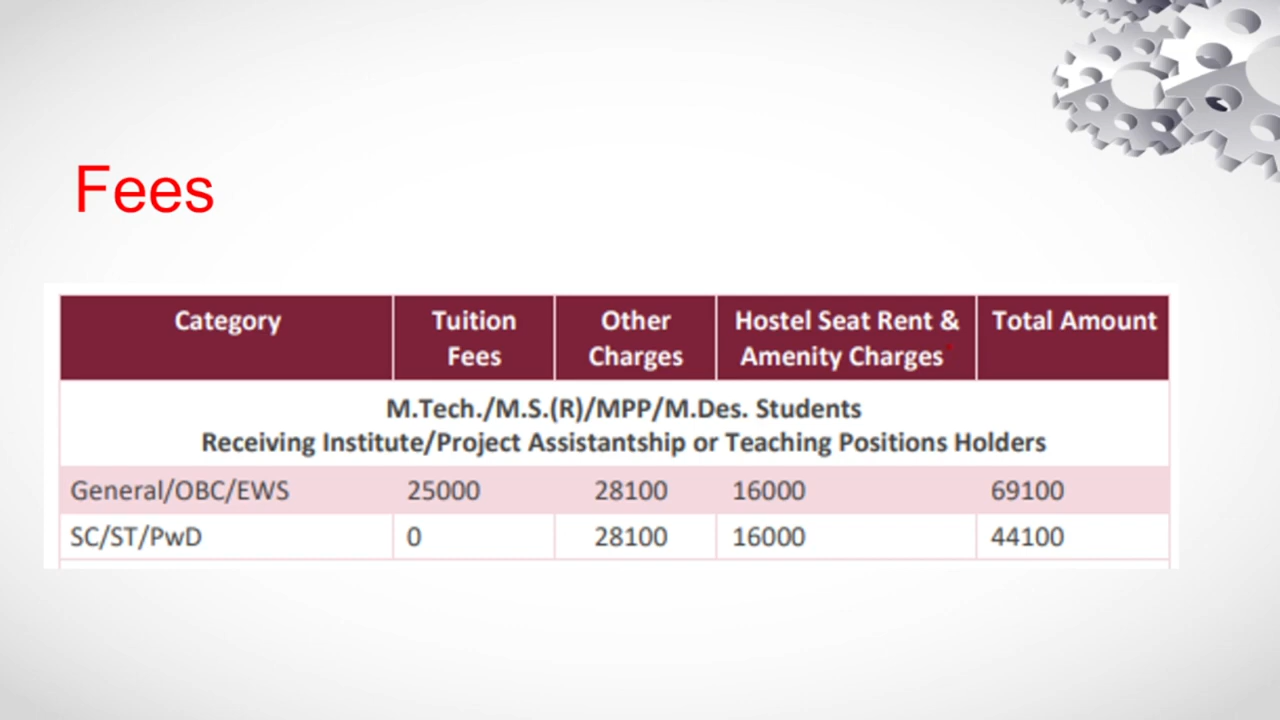 Fees
Category Tuition Fees Other Charges Hostel Seat Rent & Amenity Charges* Total Amount
M.Tech./M.S.(R)/MPP/M.Des. Students
Receiving Institute/Project Assistantship or Teaching Positions Holders
General/OBC/EWS 25000 28100 16000 69100
SC/ST/PwD 0 28100 16000 44100